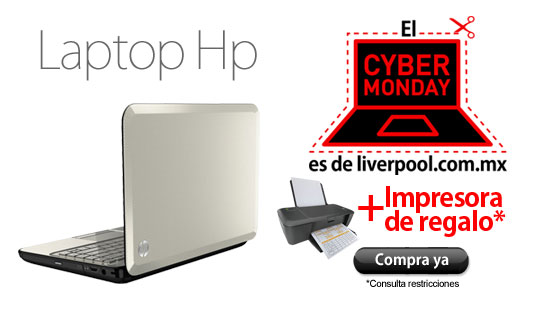 Laptop Hp
El
CYBER
MONDAY
es de liverpool.com.mx
+Impresora
de regalo*
Compra ya
*Consulta restricciones